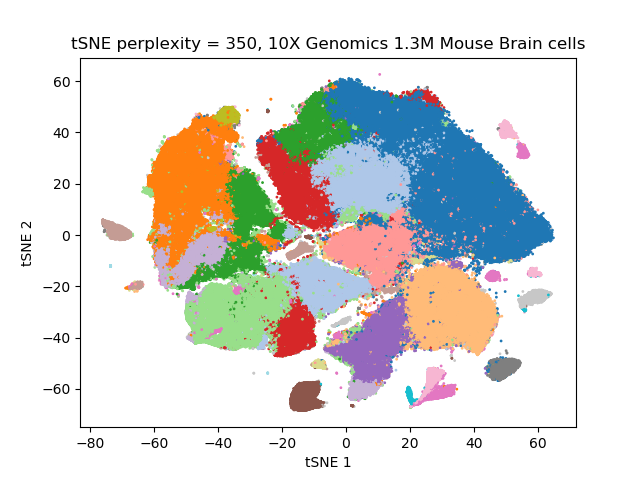 tSNE perplexity = 350, 10X Genomics 1.3M Mouse Brain cells
60
40
20
0
−20
−40
−60
tSNE 2
−80 −60 −40 −20 0 20 40 60
tSNE 1